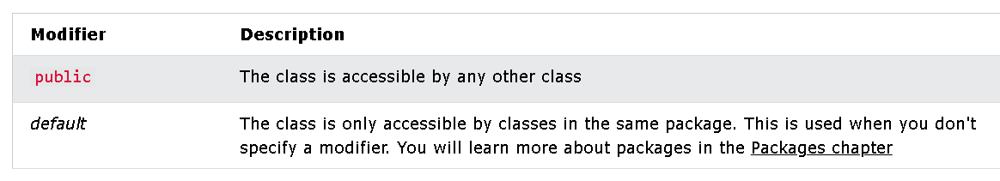 Modifier Description
public The class is accessible by any other class
default The class is only accessible by classes in the same package. This is used when you don't
specify a modifier. You will learn more about packages in the Packages chapter